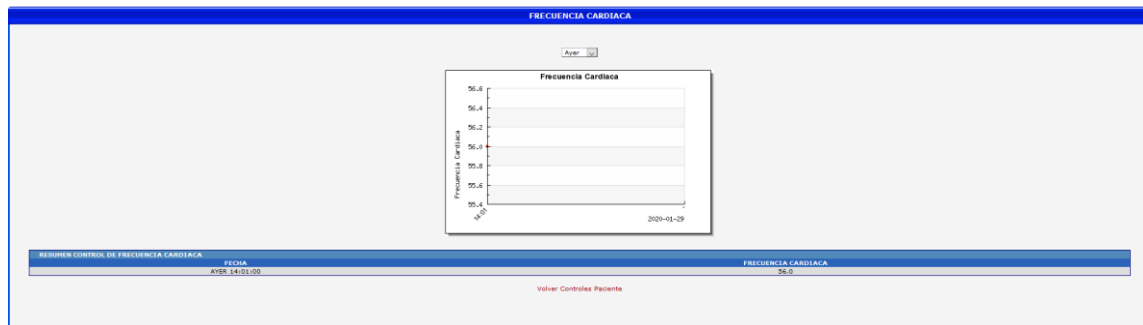 FRECUENCIA CARDIACA
Ayer
Frecuencia Cardiaca
56.6
56.4
56.2
56.0
55.8
55.6
55.4
Frecuencia Cardiaca
14:01
2020-01-29
RESUMEN CONTROL DE FRECUENCIA CARDIACA
FECHA FRECUENCIA CARDIACA
AYER 14:01:00 56.0
Volver Controles Paciente